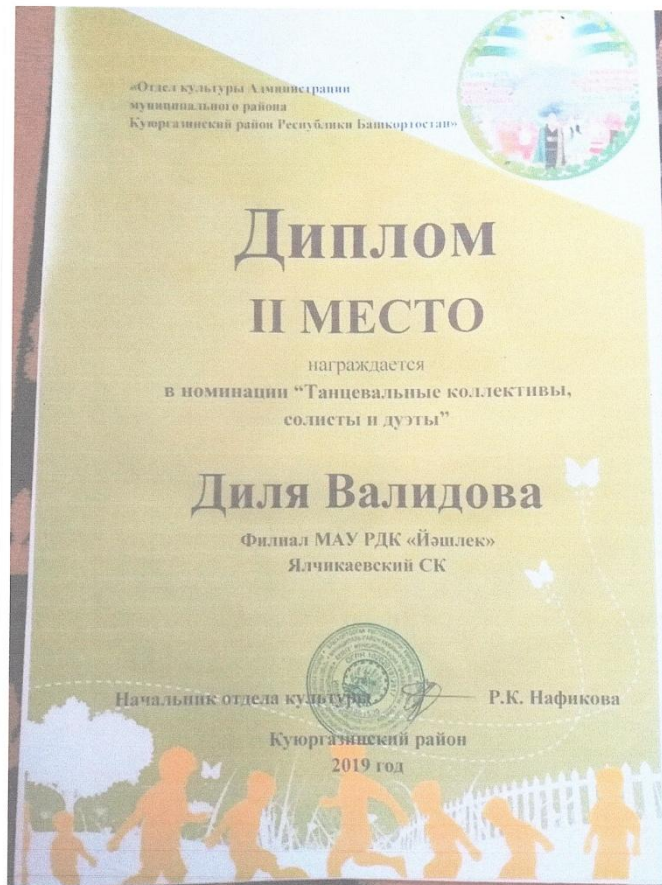 «Отдел культуры Администрации
муниципального района
Куюргазинский район Республики Башкортостан»
Диплом
II МЕСТО
награждается
в номинации “Танцевальные коллективы,
солисты и дуэты”
Диля Валидова
Филиал МАУ РДК «Йәшлек»
Ялчикаевский СК
Начальник отдела культуры Р.К. Нафикова
Куюргазинский район
2019 год